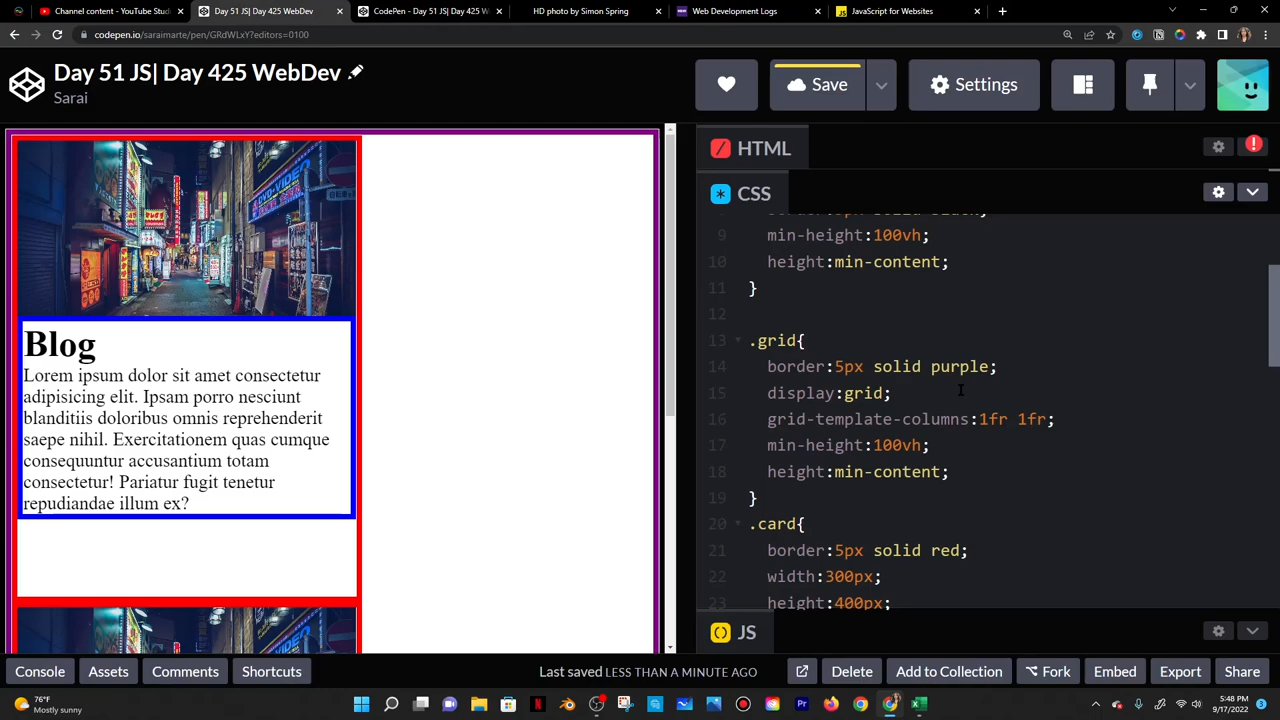 Channel content - YouTube Stud
Day 51 JS| Day 425 WebDev
CodePen - Day 51 JS| Day 425 W
HD photo by Simon Spring
Web Development Logs
JS JavaScript for Websites
codepen.io/saraimarte/pen/GRdWLxY?editors=0100
Day 51 JS| Day 425 WebDev
Sarai
Save
Settings
HTML
CSS
9 min-height:100vh;
10 height:min-content;
11 }
12
13 .grid{
14 border:5px solid purple;
15 display:grid;
16 grid-template-columns:1fr 1fr;
17 min-height:100vh;
18 height:min-content;
19 }
20 .card{
21 border:5px solid red;
22 width:300px;
23 height:400px;
JS
DVD•VIDEO
Blog
Lorem ipsum dolor sit amet consectetur
adipisicing elit. Ipsam porro nesciunt
blanditiis doloribus omnis reprehenderit
saepe nihil. Exercitationem quas cumque
consequuntur accusantium totam
consectetur! Pariatur fugit tenetur
repudiandae illum ex?
Console
Assets
Comments
Shortcuts
Last saved LESS THAN A MINUTE AGO
Delete
Add to Collection
Fork
Embed
Export
Share
76°F
Mostly sunny
5:48 PM
9/17/2022